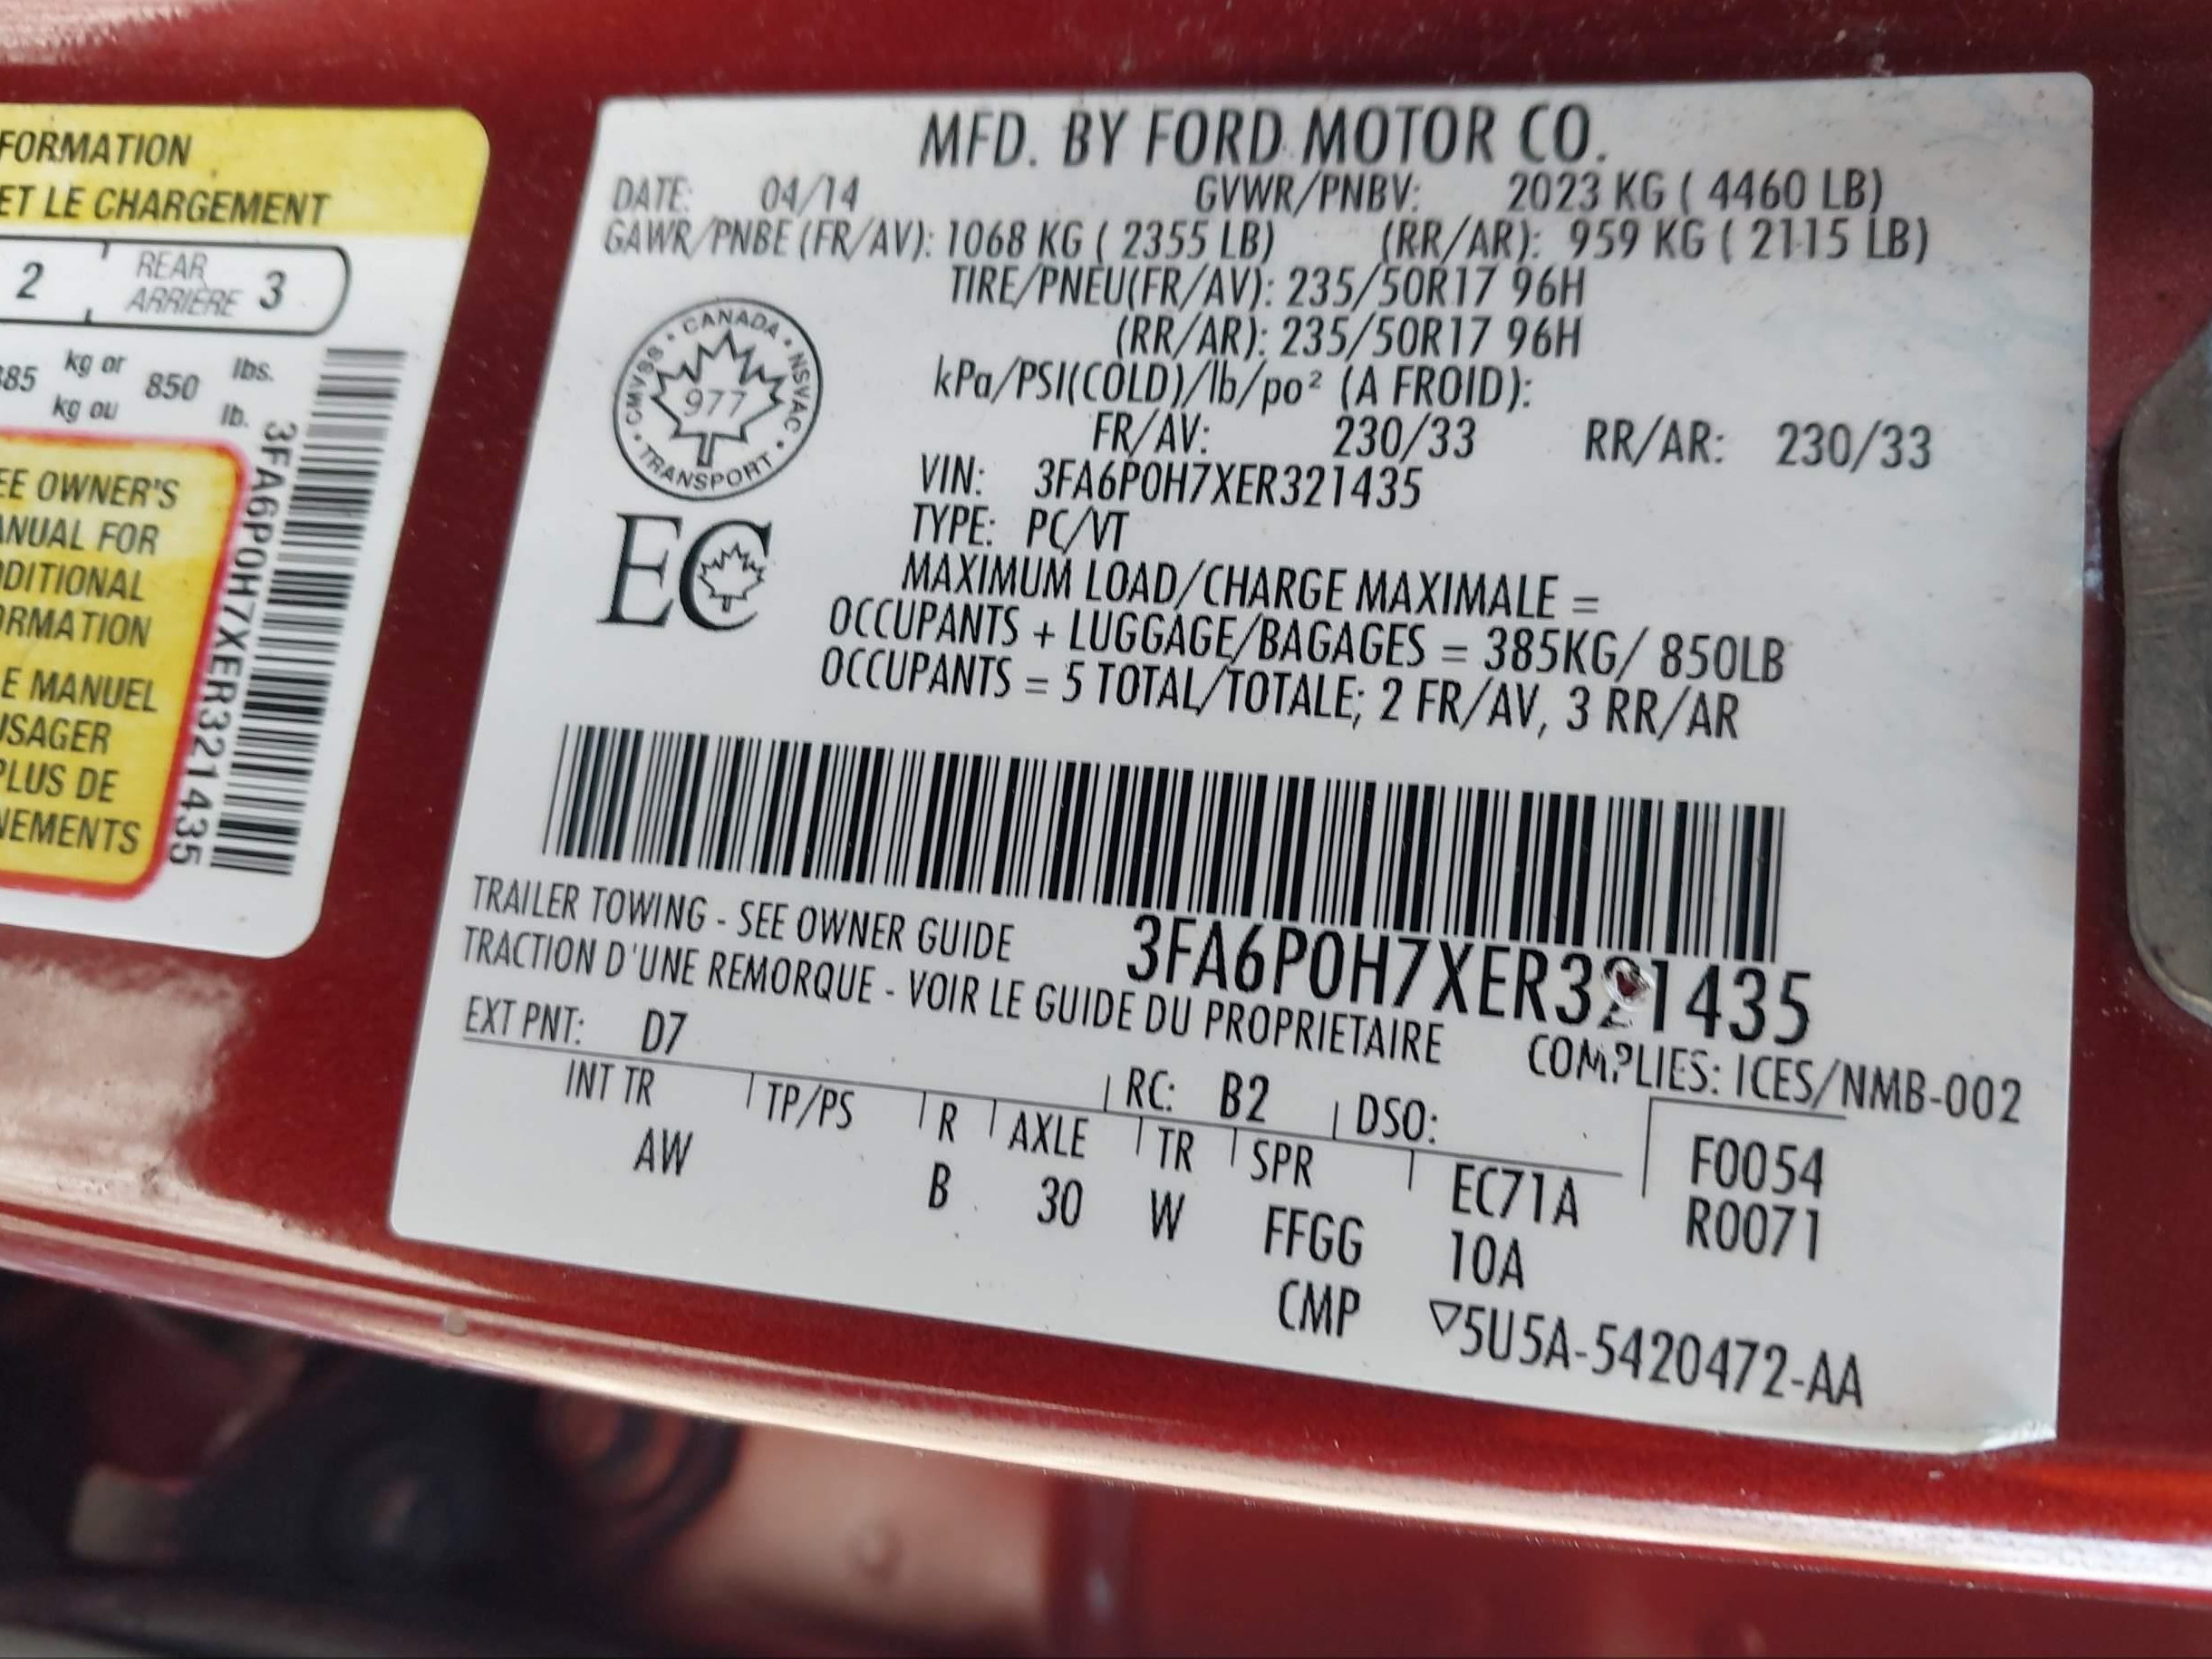 FORMATION
ET LE CHARGEMENT
2 REAR ARRIÈRE 3
385 kg or kg ou 850 lbs. lb.
3FA6P0H7XER321435
EE OWNER'S
ANUAL FOR
DDITIONAL
ORMATION
E MANUEL
USAGER
PLUS DE
NEMENTS
MFD. BY FORD MOTOR CO.
DATE: 04/14 GVWR/PNBV: 2023 KG ( 4460 LB)
GAWR/PNBE (FR/AV): 1068 KG ( 2355 LB) (RR/AR): 959 KG ( 2115 LB)
TIRE/PNEU(FR/AV): 235/50R17 96H
(RR/AR): 235/50R17 96H
kPa/PSI(COLD)/lb/po² (A FROID):
FR/AV: 230/33 RR/AR: 230/33
CANADA · NSVAC · TRANSPORT · CMVSS ·
977
EC
VIN: 3FA6P0H7XER321435
TYPE: PC/VT
MAXIMUM LOAD/CHARGE MAXIMALE =
OCCUPANTS + LUGGAGE/BAGAGES = 385KG/ 850LB
OCCUPANTS = 5 TOTAL/TOTALE; 2 FR/AV, 3 RR/AR
TRAILER TOWING - SEE OWNER GUIDE
TRACTION D'UNE REMORQUE - VOIR LE GUIDE DU PROPRIETAIRE
3FA6P0H7XER321435
COMPLIES: ICES/NMB-002
EXT PNT: D7 RC: B2 DSO:
INT TR TP/PS R AXLE TR SPR EC71A F0054
AW B 30 W FFGG 10A R0071
CMP ▽5U5A-5420472-AA